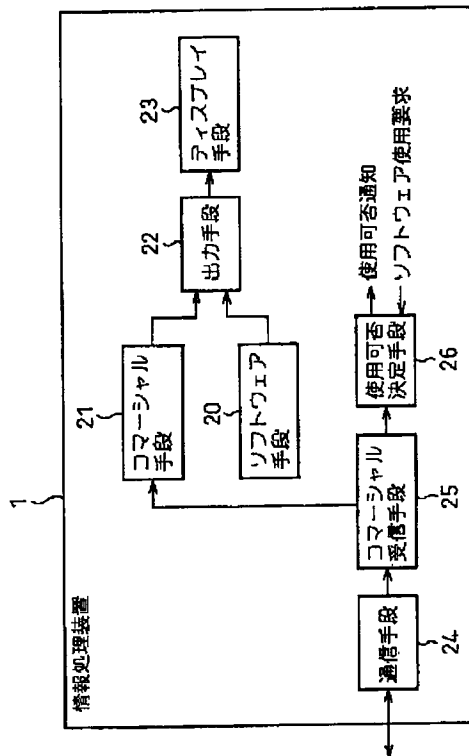 1
情報処理装置
21
コマーシャル
手段
20
ソフトウェア
手段
22
出力手段
23
ディスプレイ
手段
24
通信手段
25
コマーシャル
受信手段
26
使用可否
決定手段
使用可否通知
ソフトウェア使用要求